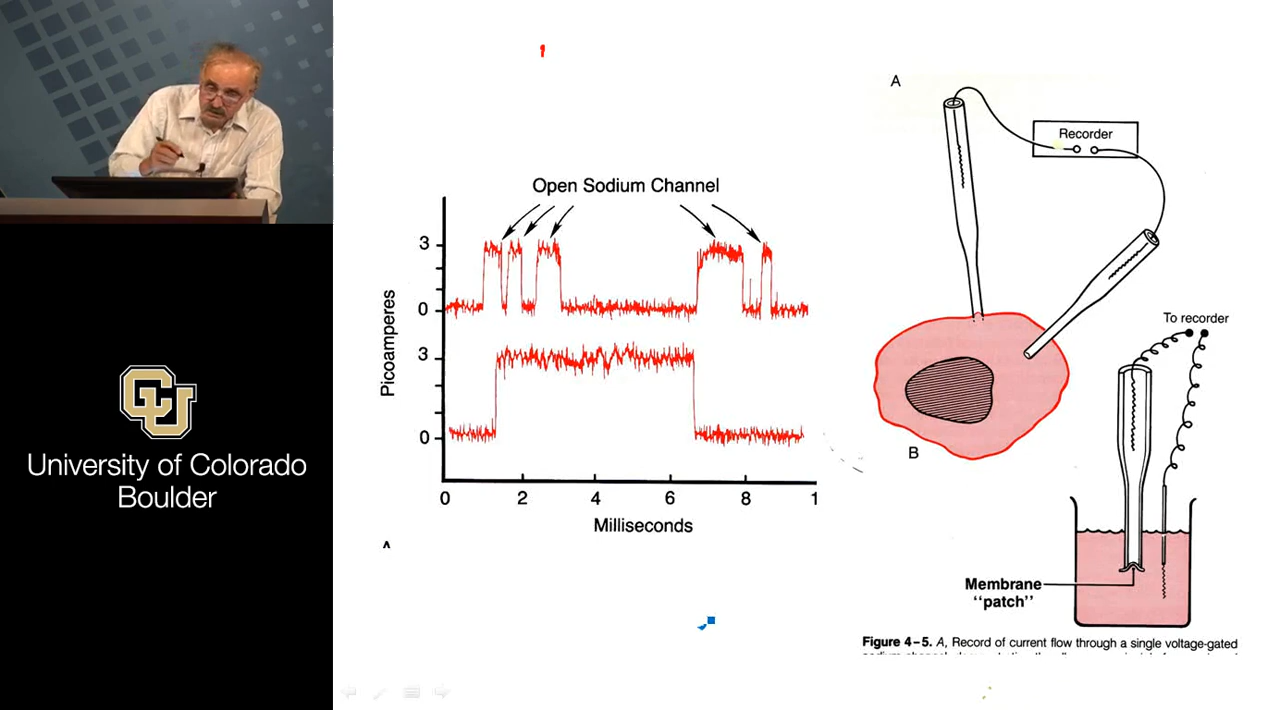 Open Sodium Channel
3
0
3
0
Picoamperes
0 2 4 6 8 1
Milliseconds
A
A
Recorder
B
To recorder
Membrane
"patch"
Figure 4–5. A, Record of current flow through a single voltage-gated
CU
University of Colorado
Boulder